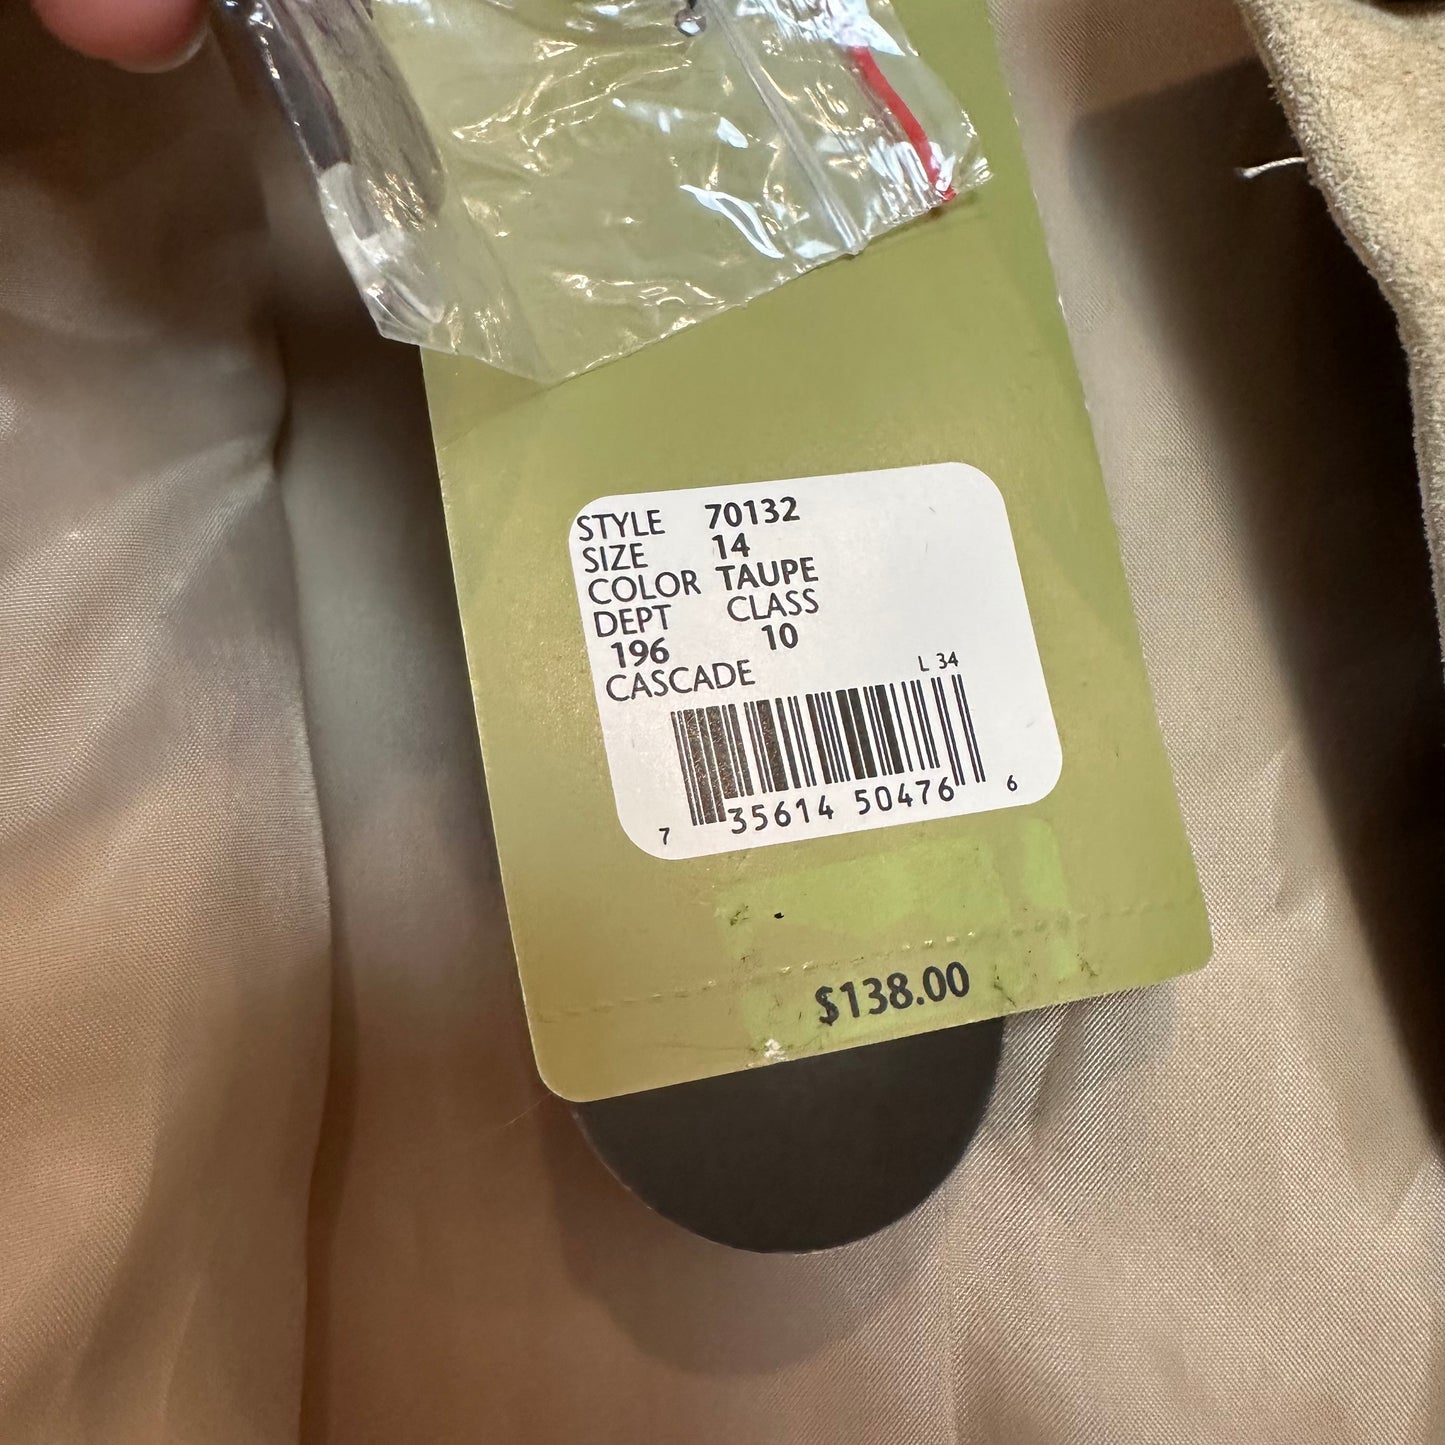 STYLE 70132
SIZE 14
COLOR TAUPE
DEPT CLASS
196 10
CASCADE
L 34
7 35614 50476 6
$138.00